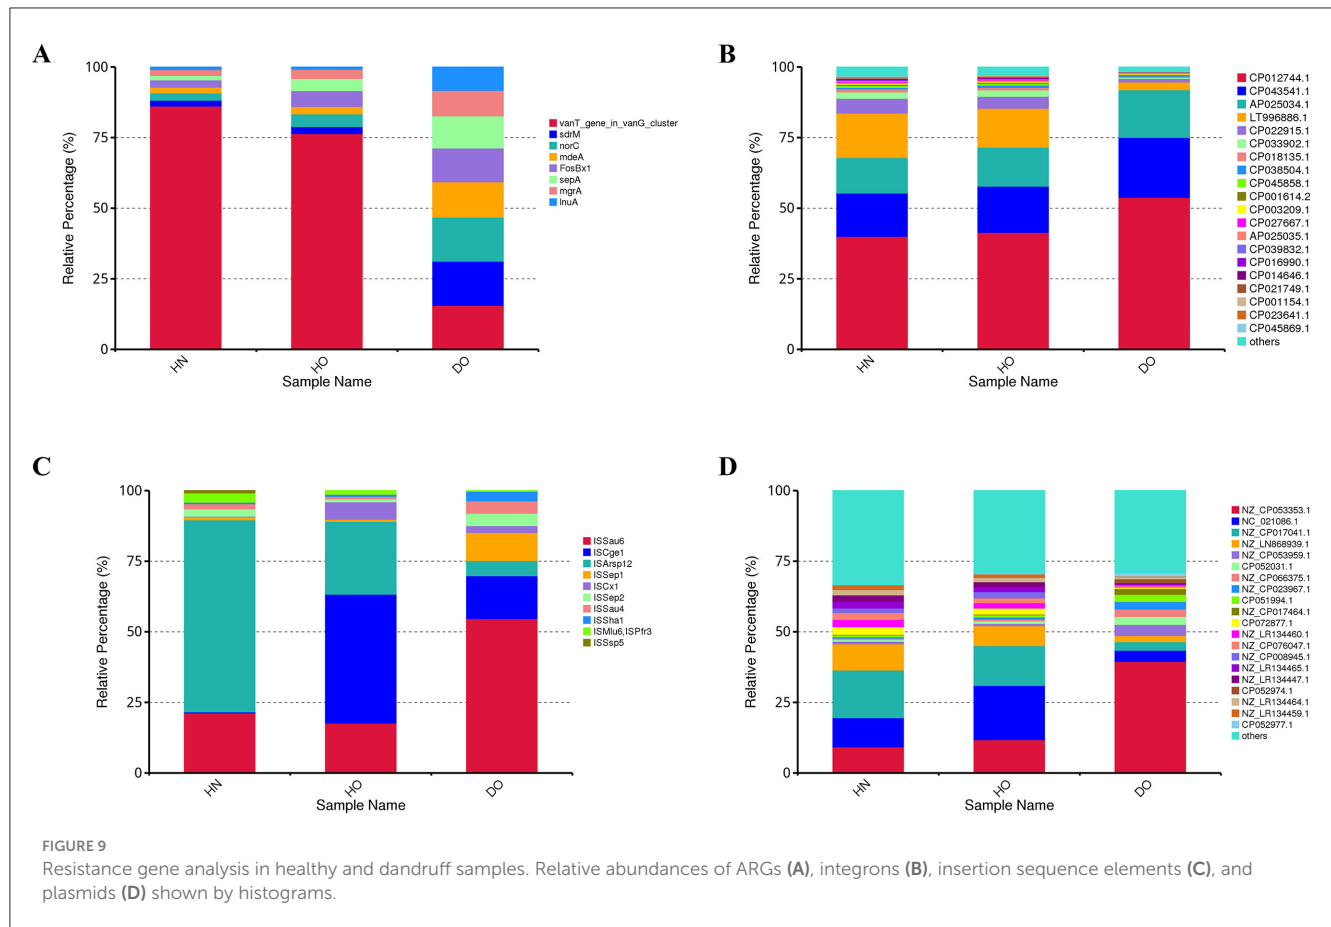 A
100
75
50
25
0
Relative Percentage (%)
HN
HO
DO
Sample Name
vanT_gene_in_vanG_cluster
sdrM
norC
mdeA
FosBx1
sepA
mgrA
lnuA
B
100
75
50
25
0
Relative Percentage (%)
HN
HO
DO
Sample Name
CP012744.1
CP043541.1
AP025034.1
LT996886.1
CP022915.1
CP033902.1
CP018135.1
CP038504.1
CP045858.1
CP001614.2
CP003209.1
CP027667.1
AP025035.1
CP039832.1
CP016990.1
CP014646.1
CP021749.1
CP001154.1
CP023641.1
CP045869.1
others
C
100
75
50
25
0
Relative Percentage (%)
HN
HO
DO
Sample Name
ISSau6
ISCge1
ISArsp12
ISSep1
ISCx1
ISSep2
ISSau4
ISSha1
ISMlu6,ISPfr3
ISSsp5
D
100
75
50
25
0
Relative Percentage (%)
HN
HO
DO
Sample Name
NZ_CP053353.1
NC_021086.1
NZ_CP017041.1
NZ_LN868939.1
NZ_CP053959.1
CP052031.1
NZ_CP066375.1
NZ_CP023967.1
CP051994.1
NZ_CP017464.1
CP072877.1
NZ_LR134460.1
NZ_CP076047.1
NZ_CP008945.1
NZ_LR134465.1
NZ_LR134447.1
CP052974.1
NZ_LR134464.1
NZ_LR134459.1
CP052977.1
others
FIGURE 9
Resistance gene analysis in healthy and dandruff samples. Relative abundances of ARGs (A), integrons (B), insertion sequence elements (C), and
plasmids (D) shown by histograms.